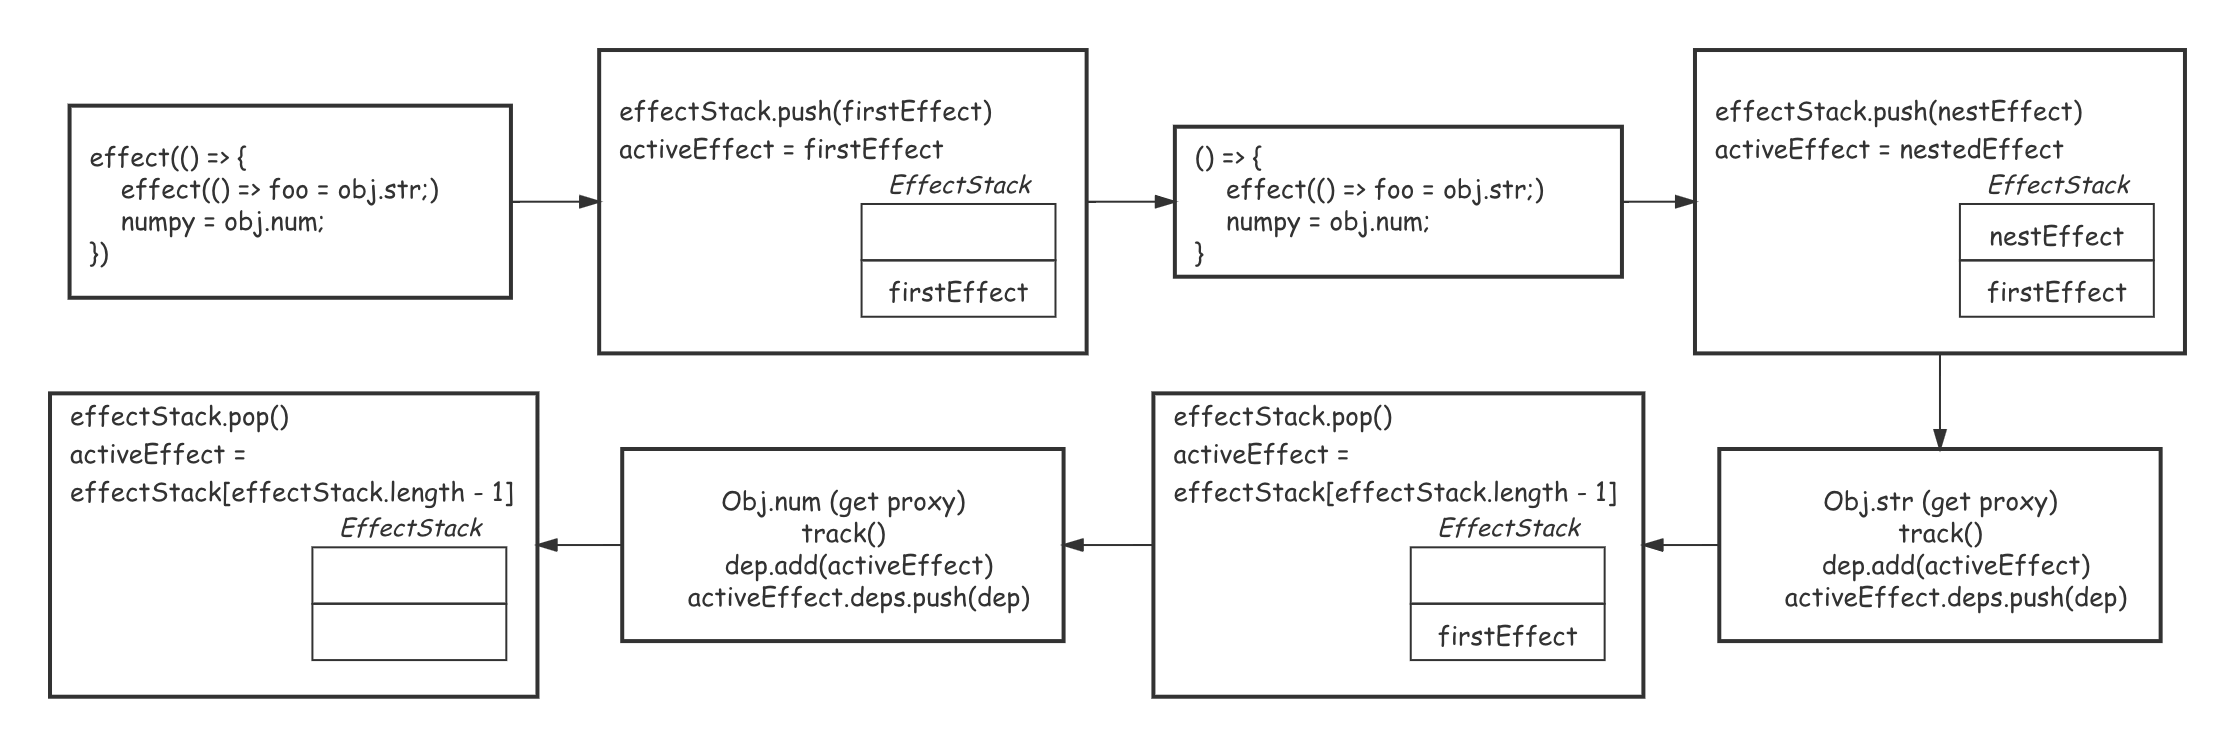 effect(() => {
effect(() => foo = obj.str;)
numpy = obj.num;
})
effectStack.push(firstEffect)
activeEffect = firstEffect
EffectStack
firstEffect
() => {
effect(() => foo = obj.str;)
numpy = obj.num;
}
effectStack.push(nestEffect)
activeEffect = nestedEffect
EffectStack
nestEffect
firstEffect
Obj.str (get proxy)
track()
dep.add(activeEffect)
activeEffect.deps.push(dep)
effectStack.pop()
activeEffect =
effectStack[effectStack.length - 1]
EffectStack
firstEffect
Obj.num (get proxy)
track()
dep.add(activeEffect)
activeEffect.deps.push(dep)
effectStack.pop()
activeEffect =
effectStack[effectStack.length - 1]
EffectStack